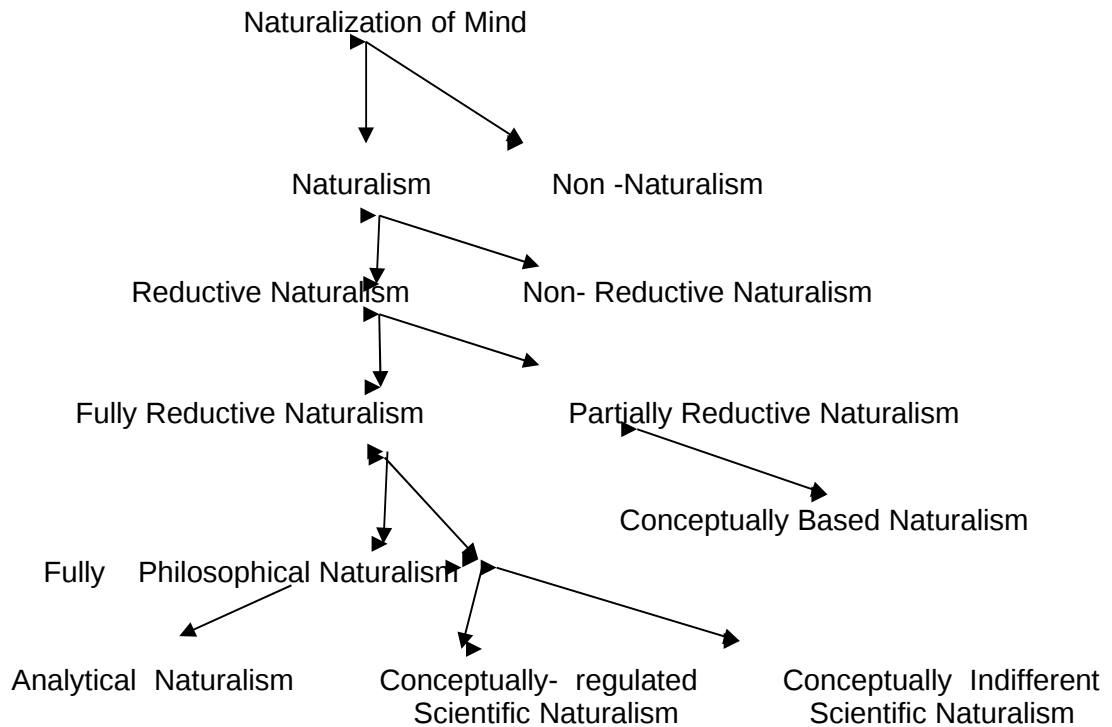 Naturalization of Mind
Naturalism Non -Naturalism
Reductive Naturalism Non- Reductive Naturalism
Fully Reductive Naturalism Partially Reductive Naturalism
Conceptually Based Naturalism
Fully Philosophical Naturalism
Analytical Naturalism Conceptually- regulated Conceptually Indifferent
Scientific Naturalism Scientific Naturalism